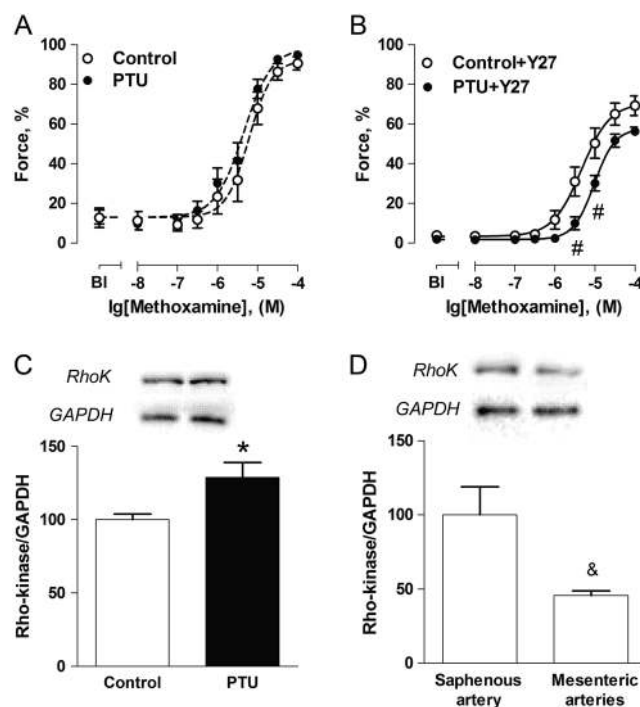 A
Control
PTU
Force, %
100
80
60
40
20
0
Bl
-8
-7
-6
-5
-4
lg[Methoxamine], (M)
B
Control+Y27
PTU+Y27
Force, %
100
80
60
40
20
0
#
#
Bl
-8
-7
-6
-5
-4
lg[Methoxamine], (M)
C
RhoK
GAPDH
Rho-kinase/GAPDH
150
100
50
0
*
Control
PTU
D
RhoK
GAPDH
Rho-kinase/GAPDH
150
100
50
0
&
Saphenous
artery
Mesenteric
arteries